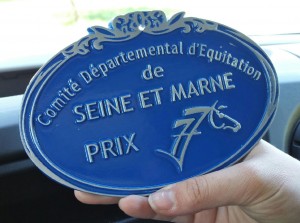 Comité Départemental d'Equitation
de
SEINE ET MARNE
PRIX 77